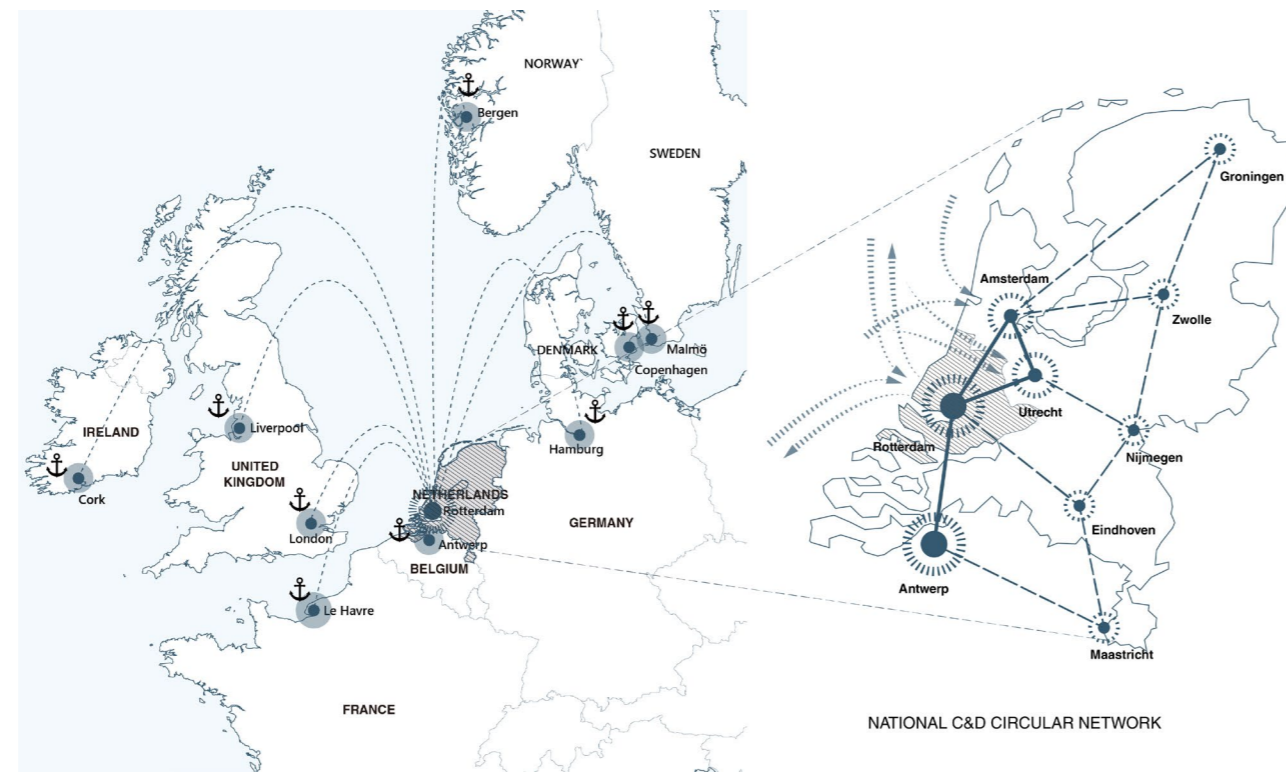 NORWAY`
Bergen
SWEDEN
Malmö
DENMARK
Copenhagen
Hamburg
IRELAND
Cork
Liverpool
UNITED
KINGDOM
London
NETHERLANDS
Rotterdam
Antwerp
BELGIUM
GERMANY
Le Havre
FRANCE
Groningen
Amsterdam
Zwolle
Utrecht
Rotterdam
Nijmegen
Eindhoven
Antwerp
Maastricht
NATIONAL C&D CIRCULAR NETWORK